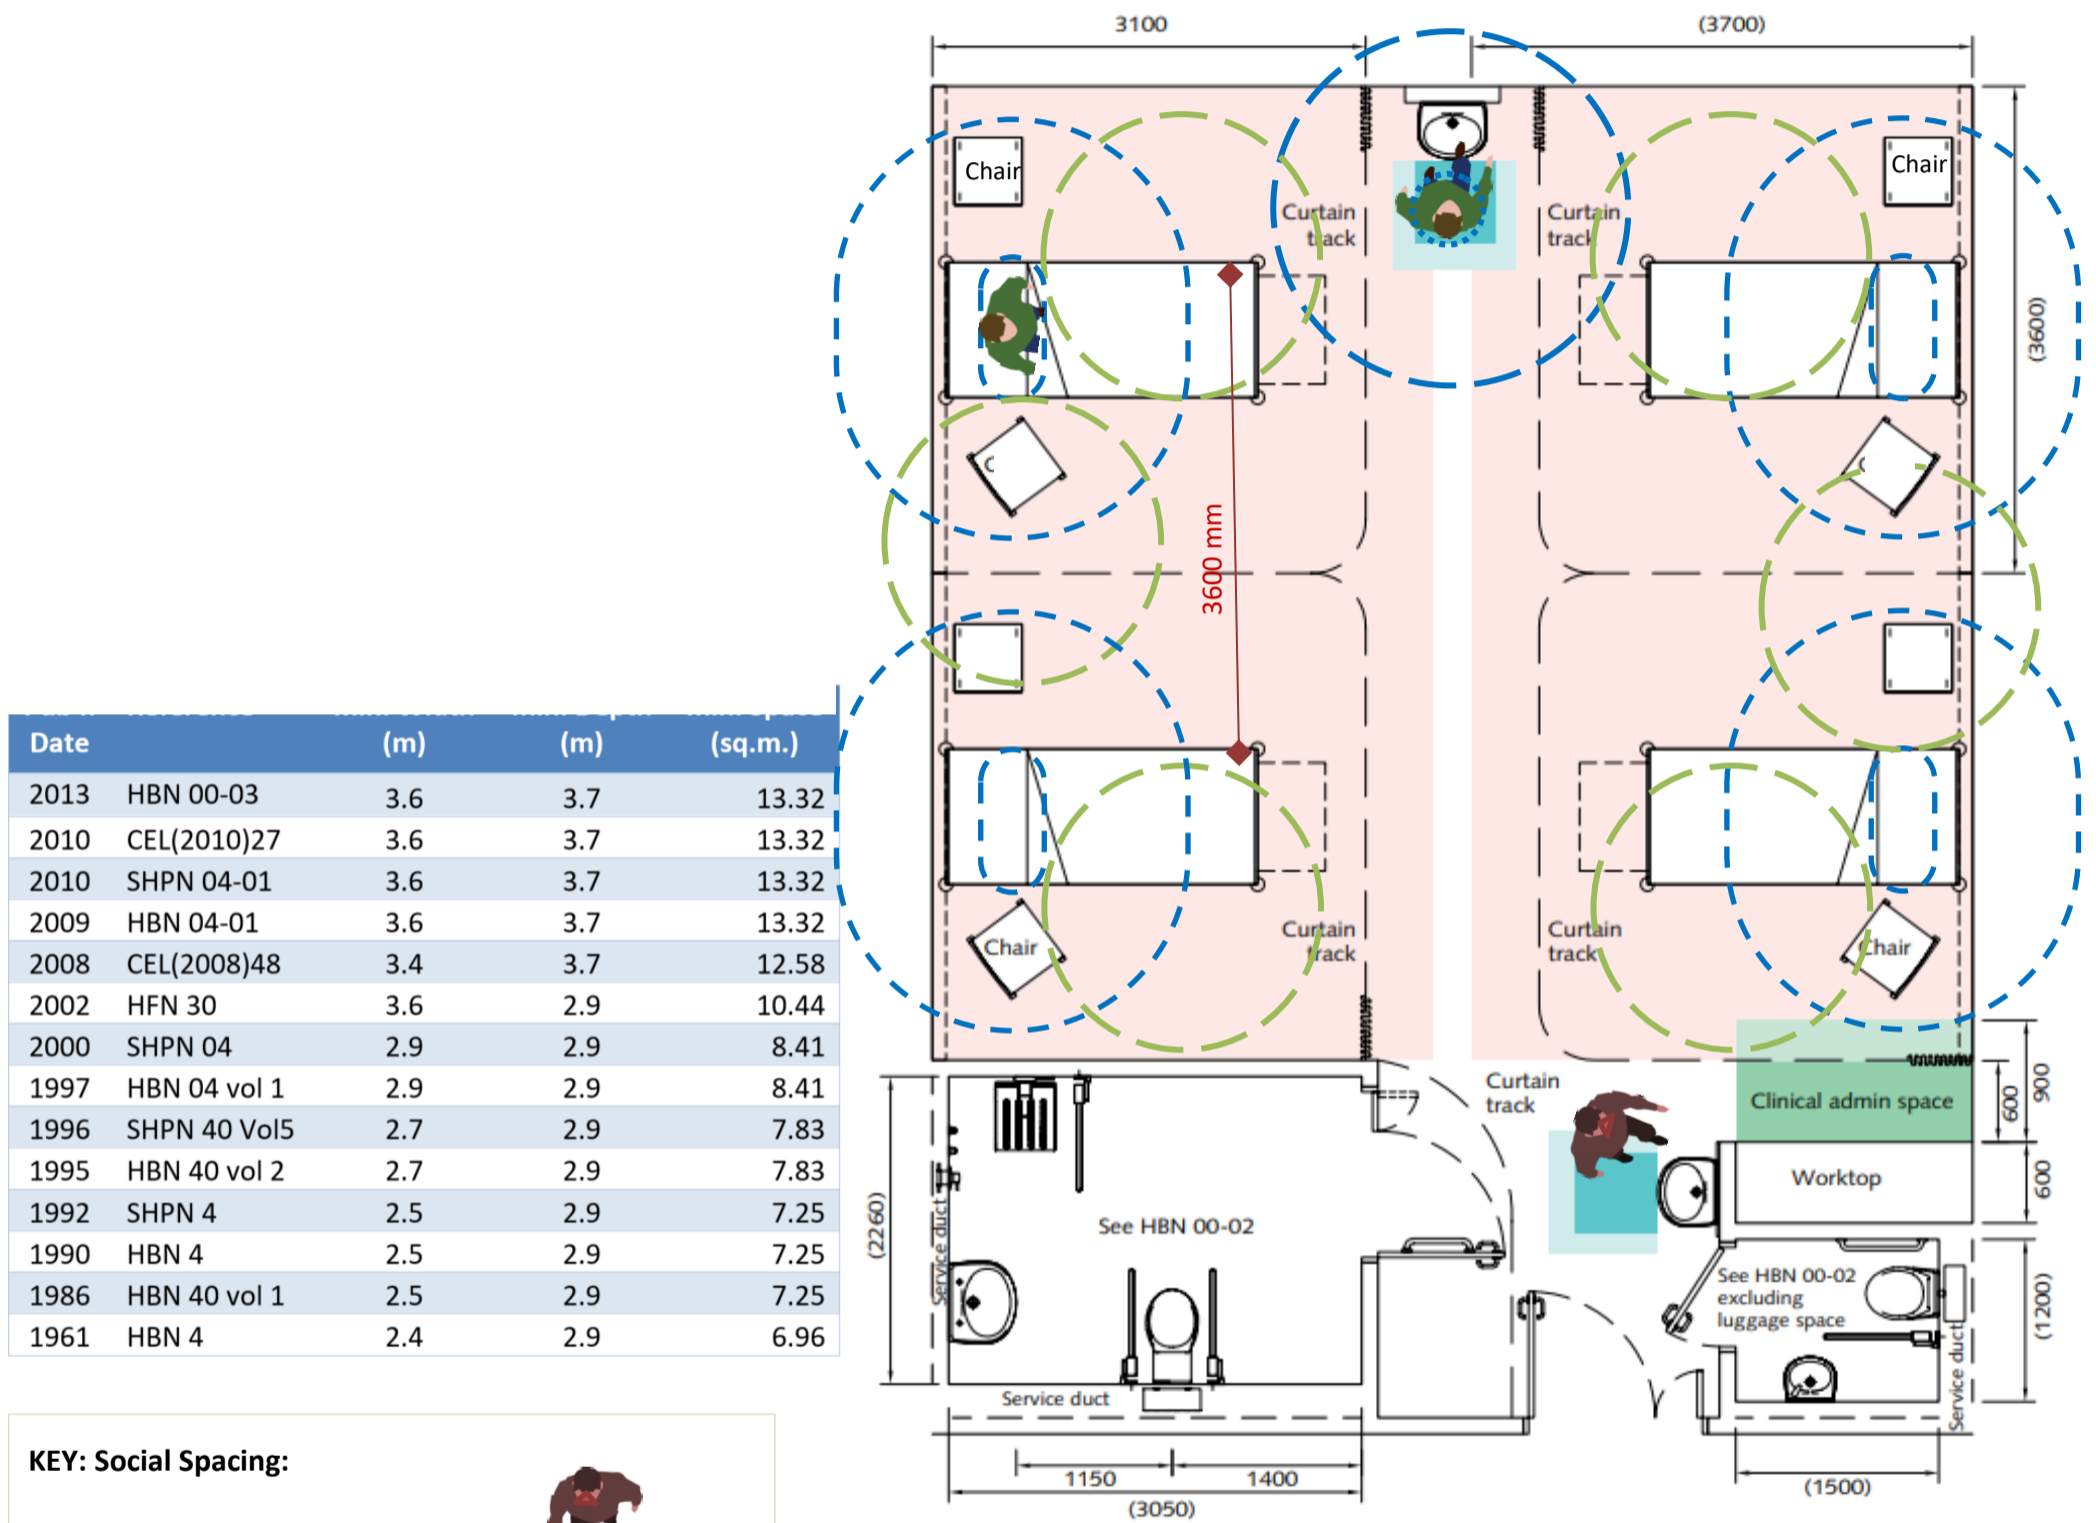 3100
(3700)
Chair
Chair
Curtain
track
Curtain
track
(3600)
C
C
3600 mm
Date (m) (m) (sq.m.)
2013 HBN 00-03 3.6 3.7 13.32
2010 CEL(2010)27 3.6 3.7 13.32
2010 SHPN 04-01 3.6 3.7 13.32
2009 HBN 04-01 3.6 3.7 13.32
2008 CEL(2008)48 3.4 3.7 12.58
2002 HFN 30 3.6 2.9 10.44
2000 SHPN 04 2.9 2.9 8.41
1997 HBN 04 vol 1 2.9 2.9 8.41
1996 SHPN 40 Vol5 2.7 2.9 7.83
1995 HBN 40 vol 2 2.7 2.9 7.83
1992 SHPN 4 2.5 2.9 7.25
1990 HBN 4 2.5 2.9 7.25
1986 HBN 40 vol 1 2.5 2.9 7.25
1961 HBN 4 2.4 2.9 6.96
Curtain
track
Curtain
track
Chair
Chair
Curtain
track
Clinical admin space
600
900
Worktop
600
(2260)
Service duct
See HBN 00-02
See HBN 00-02
excluding
luggage space
(1200)
Service duct
Service duct
1150
1400
(3050)
(1500)
KEY: Social Spacing: